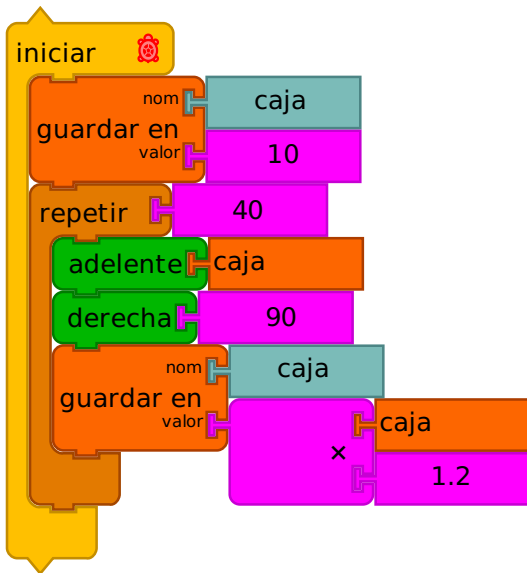 iniciar
nom caja
guardar en
valor 10
repetir 40
adelente caja
derecha 90
nom caja
guardar en
valor
caja
×
1.2